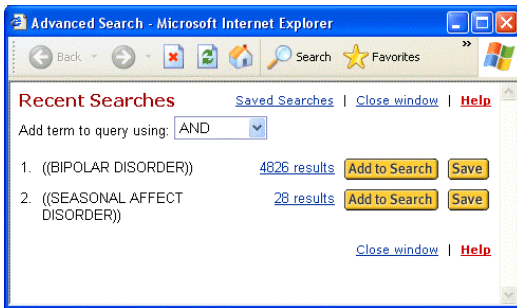 Advanced Search - Microsoft Internet Explorer
Back Search Favorites »
Recent Searches Saved Searches | Close window | Help
Add term to query using: AND
1. ((BIPOLAR DISORDER)) 4826 results Add to Search Save
2. ((SEASONAL AFFECT 28 results Add to Search Save
DISORDER))
Close window | Help